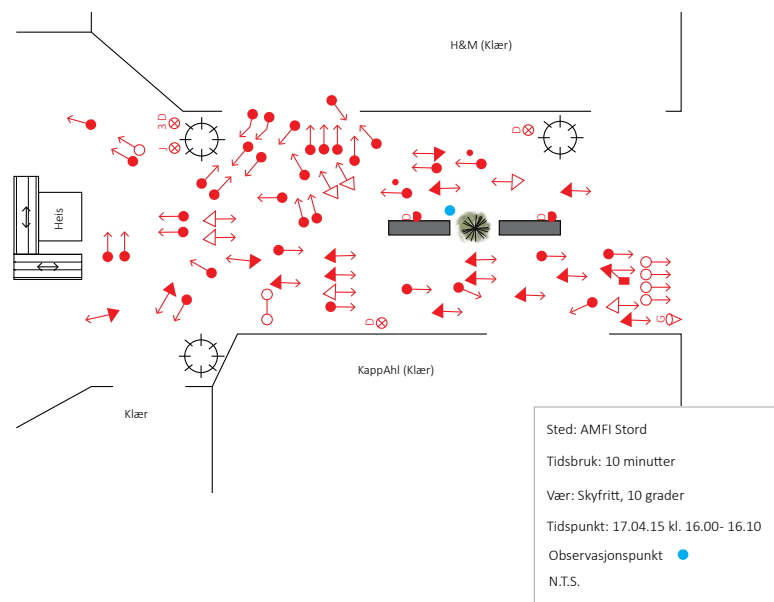 H&M (Klær)
3 D
J
D
Heis
D
D
G
D
KappAhl (Klær)
Klær
Sted: AMFI Stord
Tidsbruk: 10 minutter
Vær: Skyfritt, 10 grader
Tidspunkt: 17.04.15 kl. 16.00- 16.10
Observasjonspunkt
N.T.S.